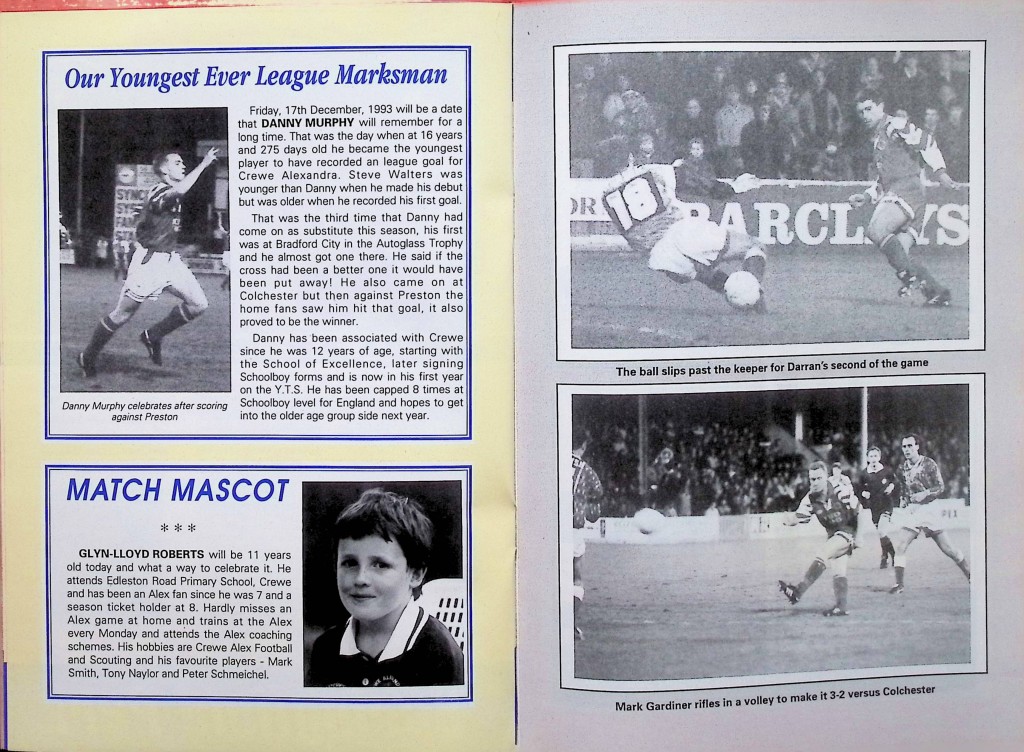 Our Youngest Ever League Marksman
Friday, 17th December, 1993 will be a date
that DANNY MURPHY will remember for a
long time. That was the day when at 16 years
and 275 days old he became the youngest
player to have recorded an league goal for
Crewe Alexandra. Steve Walters was
younger than Danny when he made his debut
but was older when he recorded his first goal.
That was the third time that Danny had
come on as substitute this season, his first
was at Bradford City in the Autoglass Trophy
and he almost got one there. He said if the
cross had been a better one it would have
been put away! He also came on at
Colchester but then against Preston the
home fans saw him hit that goal, it also
proved to be the winner.
Danny has been associated with Crewe
since he was 12 years of age, starting with
the School of Excellence, later signing
Schoolboy forms and is now in his first year
on the Y.T.S. He has been capped 8 times at
Schoolboy level for England and hopes to get
into the older age group side next year.
Danny Murphy celebrates after scoring
against Preston
MATCH MASCOT
* * *
GLYN-LLOYD ROBERTS will be 11 years
old today and what a way to celebrate it. He
attends Edleston Road Primary School, Crewe
and has been an Alex fan since he was 7 and a
season ticket holder at 8. Hardly misses an
Alex game at home and trains at the Alex
every Monday and attends the Alex coaching
schemes. His hobbies are Crewe Alex Football
and Scouting and his favourite players - Mark
Smith, Tony Naylor and Peter Schmeichel.
18
BARCLAYS
The ball slips past the keeper for Darran's second of the game
Mark Gardiner rifles in a volley to make it 3-2 versus Colchester